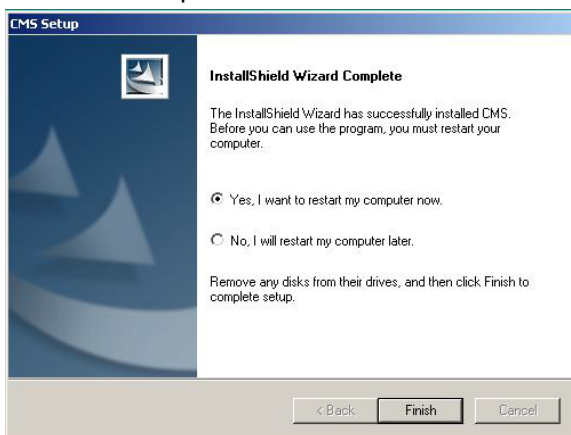 CMS Setup
InstallShield Wizard Complete
The InstallShield Wizard has successfully installed CMS.
Before you can use the program, you must restart your
computer.
Yes, I want to restart my computer now.
No, I will restart my computer later.
Remove any disks from their drives, and then click Finish to
complete setup.
< Back Finish Cancel